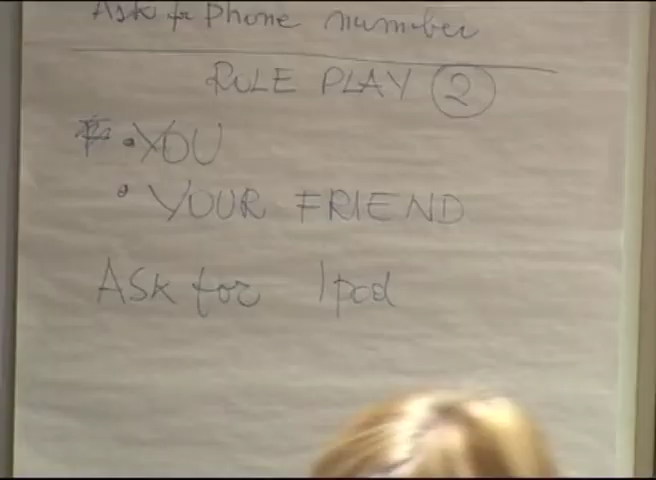 Ask for Phone number
ROLE PLAY 2
• YOU
• YOUR FRIEND
Ask for Ipod